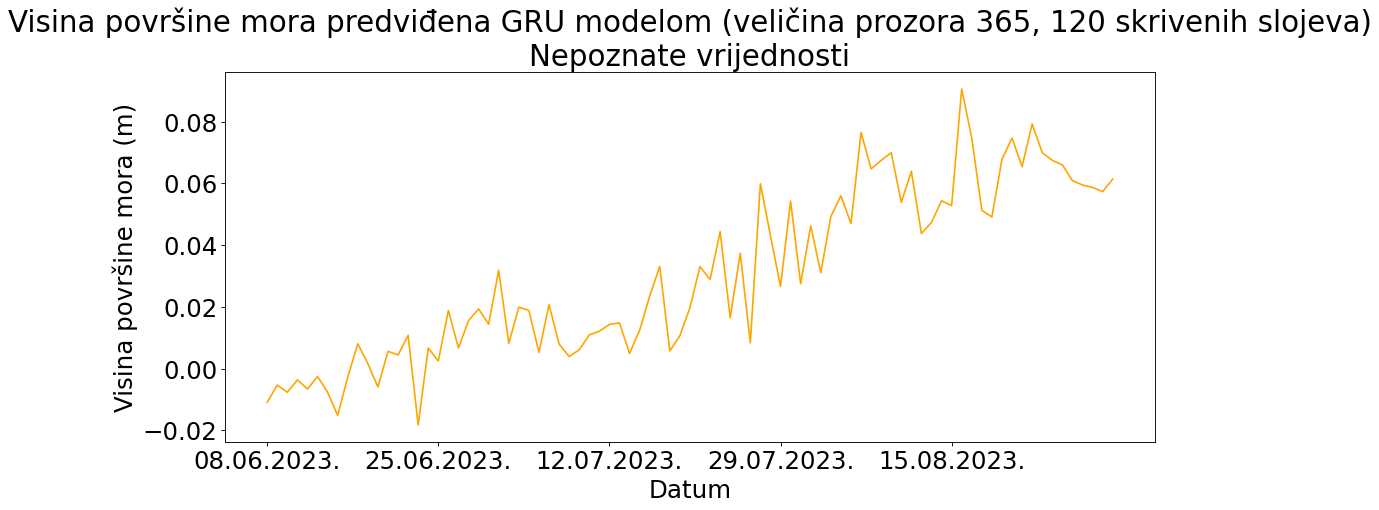 Visina površine mora predviđena GRU modelom (veličina prozora 365, 120 skrivenih slojeva)
Nepoznate vrijednosti
Visina površine mora (m)
0.08
0.06
0.04
0.02
0.00
−0.02
08.06.2023. 25.06.2023. 12.07.2023. 29.07.2023. 15.08.2023.
Datum